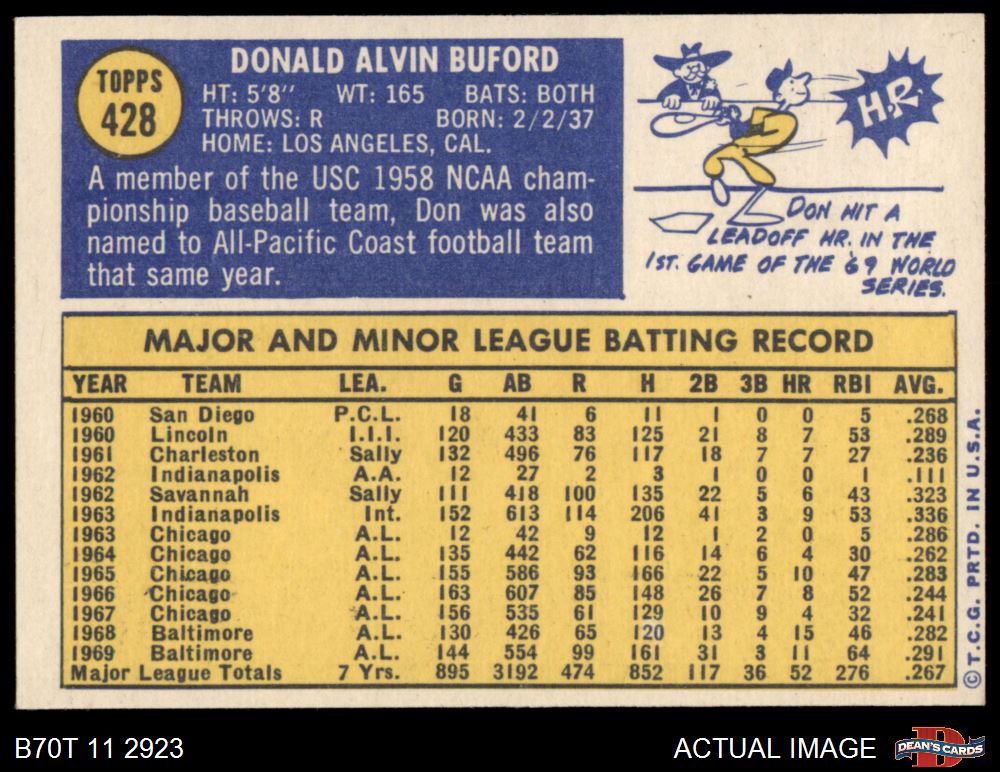 TOPPS
428
DONALD ALVIN BUFORD
HT: 5'8" WT: 165 BATS: BOTH
THROWS: R BORN: 2/2/37
HOME: LOS ANGELES, CAL.
A member of the USC 1958 NCAA cham-
pionship baseball team, Don was also
named to All-Pacific Coast football team
that same year.
H.R.
DON HIT A
LEADOFF HR. IN THE
1ST. GAME OF THE '69 WORLD
SERIES.
MAJOR AND MINOR LEAGUE BATTING RECORD
YEAR TEAM LEA. G AB R H 2B 3B HR RBI AVG.
1960 San Diego P.C.L. 18 41 6 11 1 0 0 5 .268
1960 Lincoln I.I.I. 120 433 83 125 21 8 7 53 .289
1961 Charleston Sally 132 496 76 117 18 7 7 27 .236
1962 Indianapolis A.A. 12 27 2 3 1 0 0 1 .111
1962 Savannah Sally 111 418 100 135 22 5 6 43 .323
1963 Indianapolis Int. 152 613 114 206 41 3 9 53 .336
1963 Chicago A.L. 12 42 9 12 1 2 0 5 .286
1964 Chicago A.L. 135 442 62 116 14 6 4 30 .262
1965 Chicago A.L. 155 586 93 166 22 5 10 47 .283
1966 Chicago A.L. 163 607 85 148 26 7 8 52 .244
1967 Chicago A.L. 156 535 61 129 10 9 4 32 .241
1968 Baltimore A.L. 130 426 65 120 13 4 15 46 .282
1969 Baltimore A.L. 144 554 99 161 31 3 11 64 .291
Major League Totals 7 Yrs. 895 3192 474 852 117 36 52 276 .267
© T.C.G. PRTD. IN U.S.A.
B70T 11 2923
ACTUAL IMAGE
DEAN'S CARDS